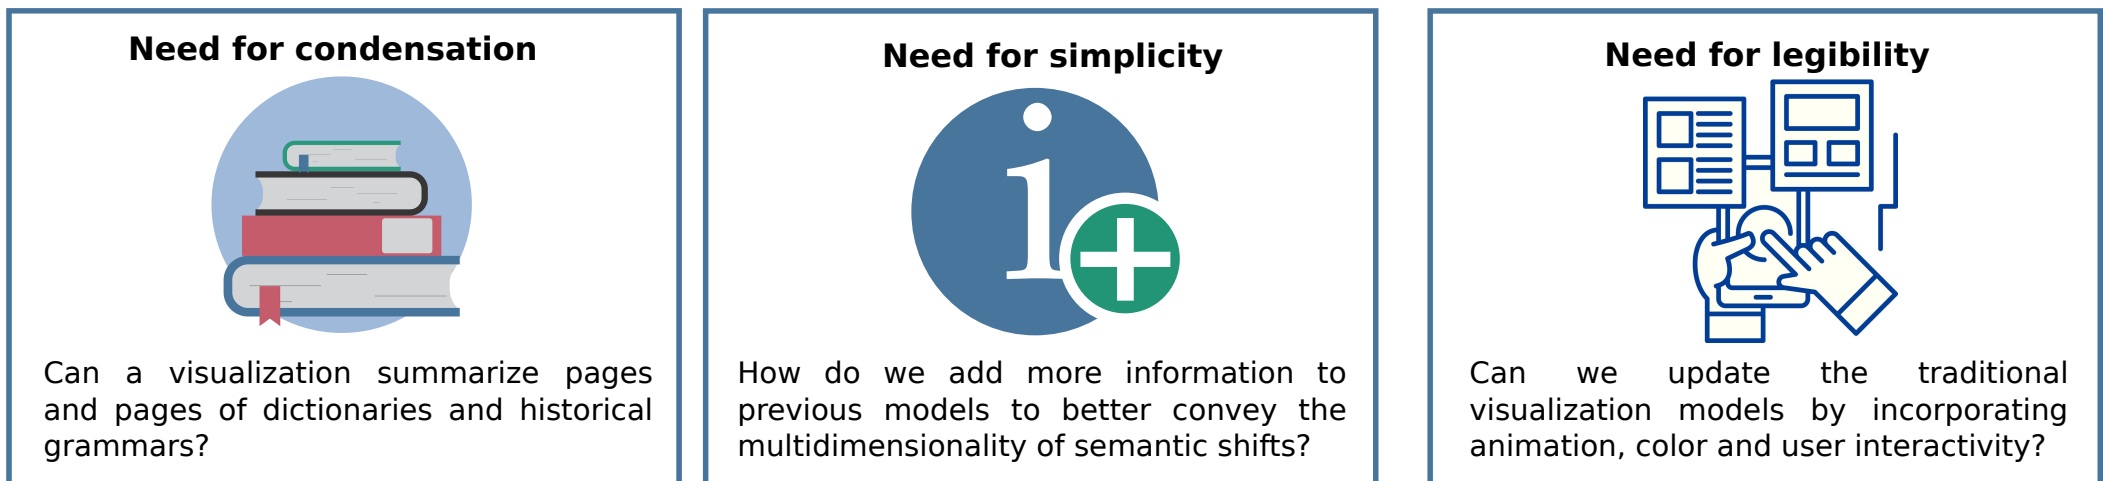 Need for condensation
Can a visualization summarize pages
and pages of dictionaries and historical
grammars?
Need for simplicity
How do we add more information to
previous models to better convey the
multidimensionality of semantic shifts?
Need for legibility
Can we update the traditional
visualization models by incorporating
animation, color and user interactivity?